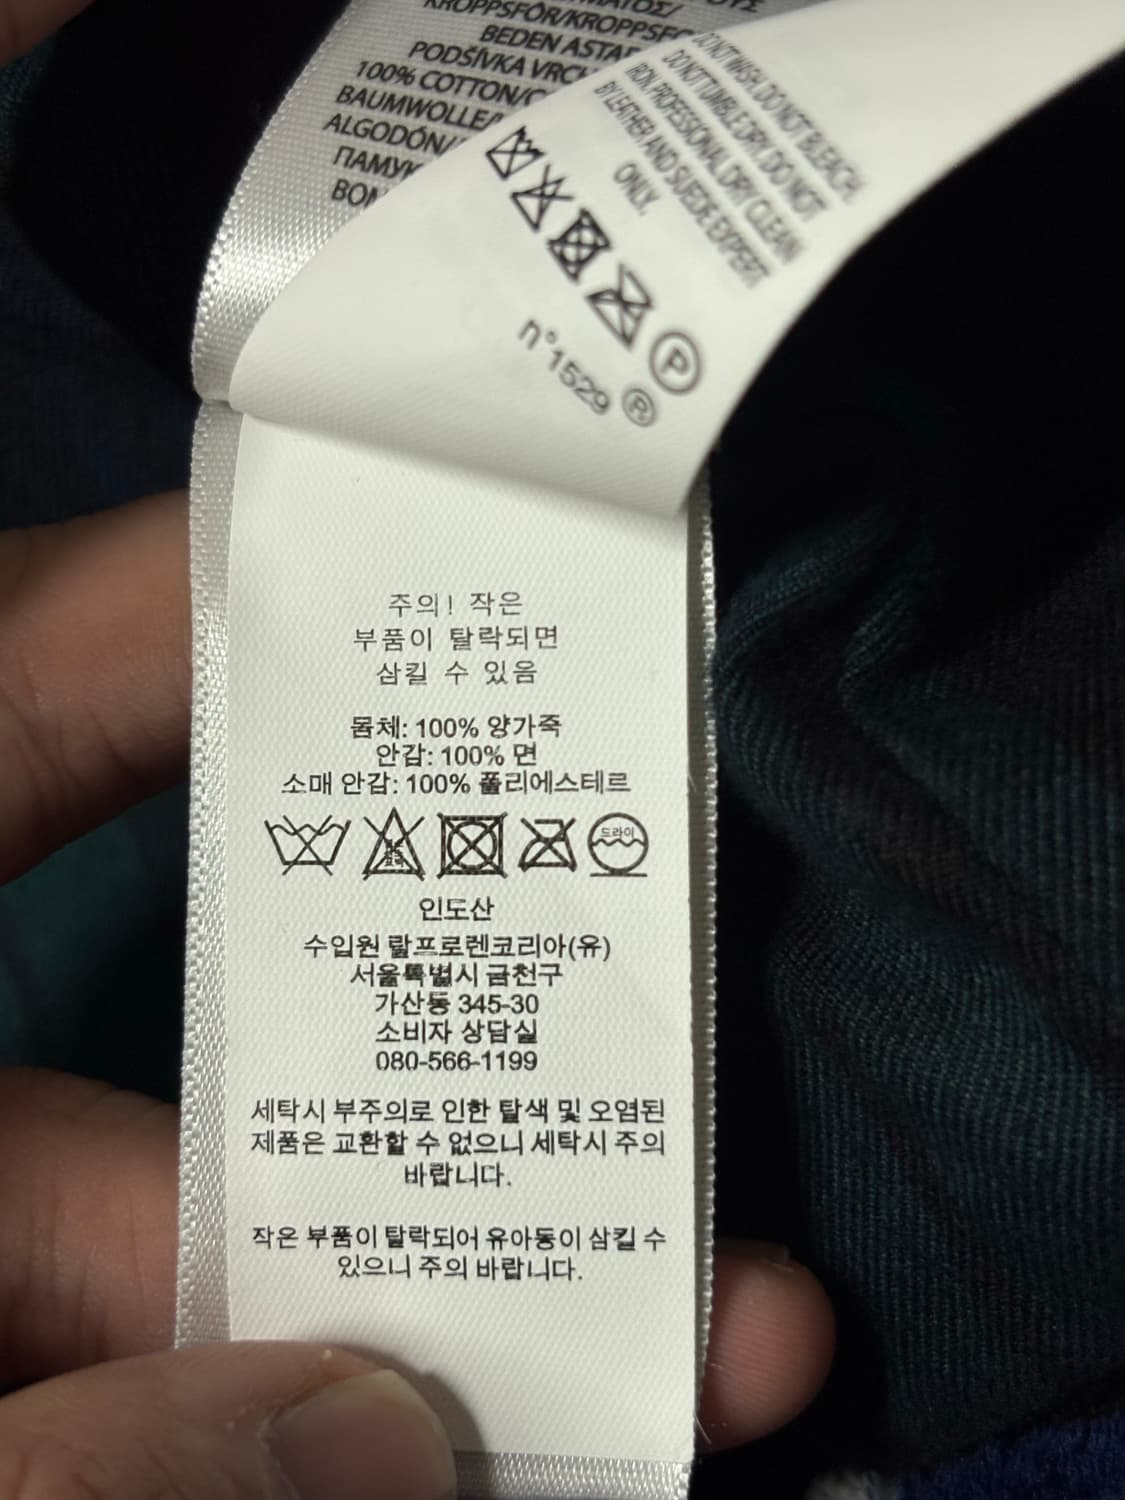 KROPPSFÓR/KROPPSFO
BEDEN ASTAR
PODŠÍVKA VRCH
100% COTTON/C
BAUMWOLLE/
ALGODÓN/
ПАМУК
BOM
DO NOT WASH. DO NOT BLEACH.
DO NOT TUMBLE DRY. DO NOT
IRON. PROFESSIONAL DRY CLEAN
BY LEATHER AND SUEDE EXPERT
ONLY.
P
n°1529 ®
주의! 작은
부품이 탈락되면
삼킬 수 있음
몸체: 100% 양가죽
안감: 100% 면
소매 안감: 100% 폴리에스테르
드라이
인도산
수입원 랄프로렌코리아(유)
서울특별시 금천구
가산동 345-30
소비자 상담실
080-566-1199
세탁시 부주의로 인한 탈색 및 오염된
제품은 교환할 수 없으니 세탁시 주의
바랍니다.
작은 부품이 탈락되어 유아동이 삼킬 수
있으니 주의 바랍니다.